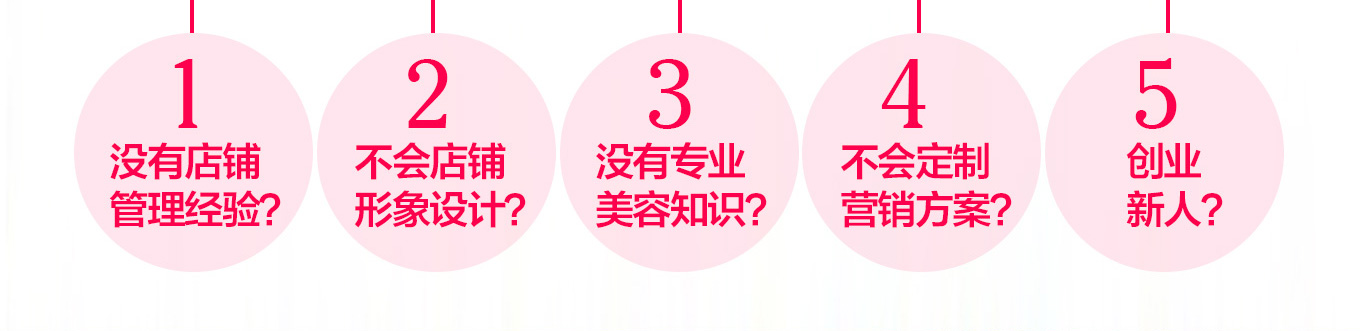 1
没有店铺
管理经验?
2
不会店铺
形象设计?
3
没有专业
美容知识?
4
不会定制
营销方案?
5
创业
新人?